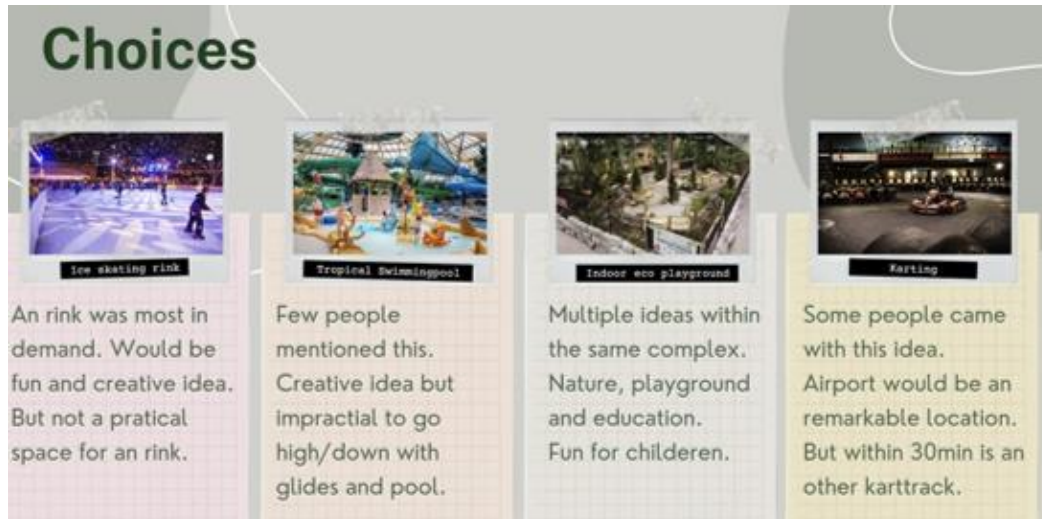 Choices
Ice skating rink
An rink was most in
demand. Would be
fun and creative idea.
But not a pratical
space for an rink.
Tropical Swimmingpool
Few people
mentioned this.
Creative idea but
impractial to go
high/down with
glides and pool.
Indoor eco playground
Multiple ideas within
the same complex.
Nature, playground
and education.
Fun for childeren.
Karting
Some people came
with this idea.
Airport would be an
remarkable location.
But within 30min is an
other karttrack.